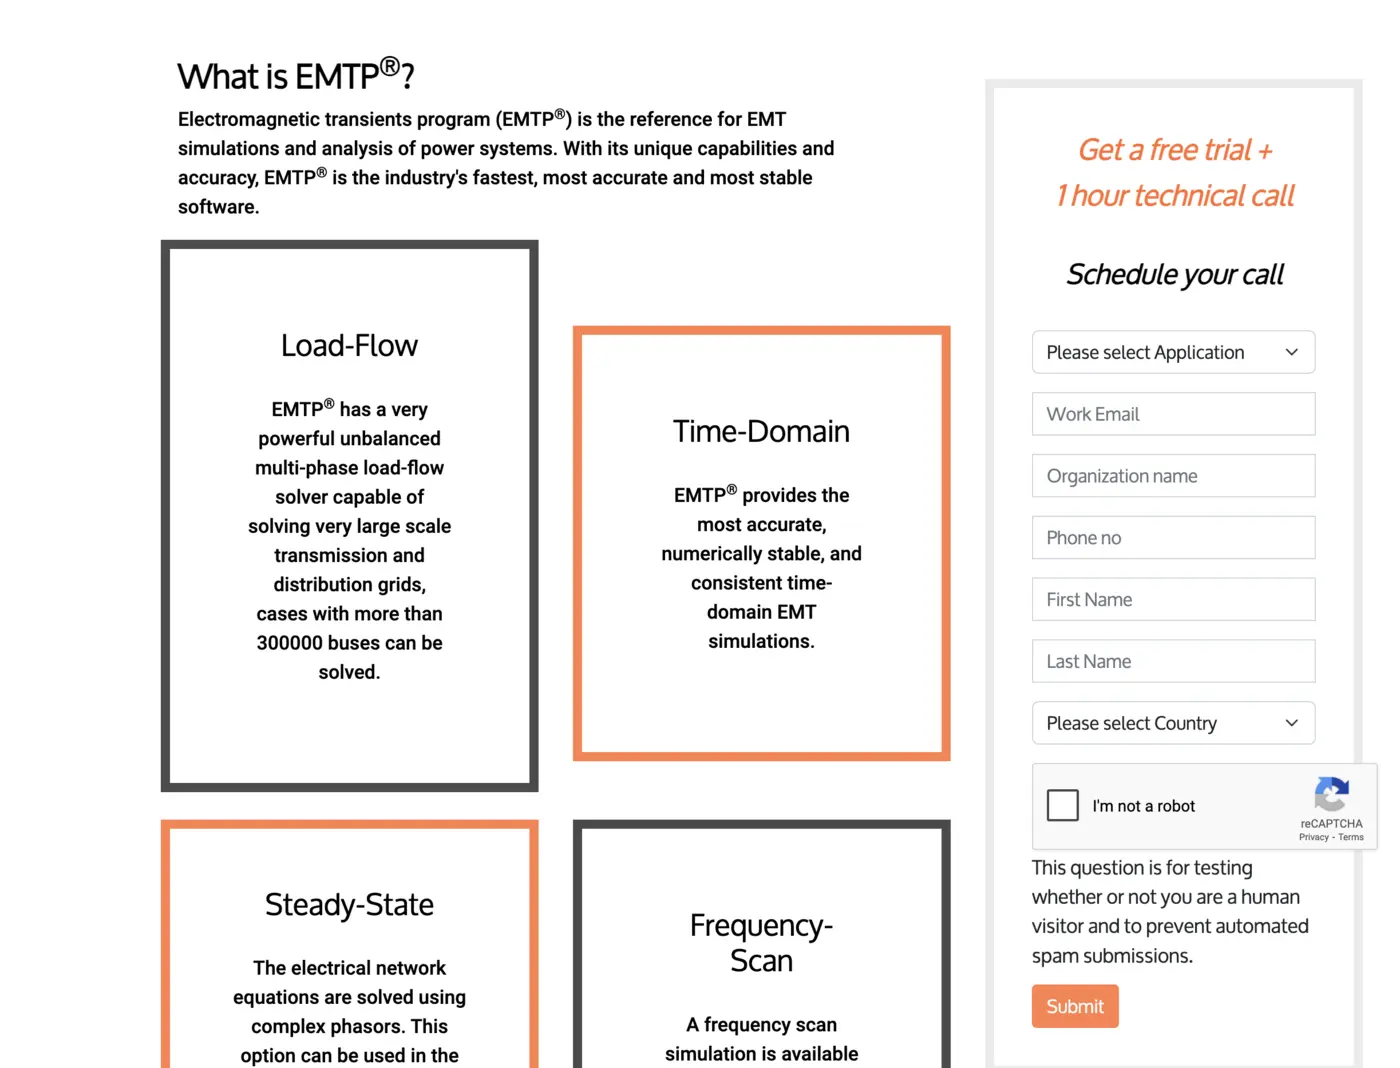 What is EMTP®?
Electromagnetic transients program (EMTP®) is the reference for EMT
simulations and analysis of power systems. With its unique capabilities and
accuracy, EMTP® is the industry's fastest, most accurate and most stable
software.
Load-Flow
EMTP® has a very
powerful unbalanced
multi-phase load-flow
solver capable of
solving very large scale
transmission and
distribution grids,
cases with more than
300000 buses can be
solved.
Time-Domain
EMTP® provides the
most accurate,
numerically stable, and
consistent time-
domain EMT
simulations.
Steady-State
The electrical network
equations are solved using
complex phasors. This
option can be used in the
Frequency-
Scan
A frequency scan
simulation is available
Get a free trial +
1 hour technical call
Schedule your call
Please select Application
Work Email
Organization name
Phone no
First Name
Last Name
Please select Country
I'm not a robot
reCAPTCHA
Privacy - Terms
This question is for testing
whether or not you are a human
visitor and to prevent automated
spam submissions.
Submit